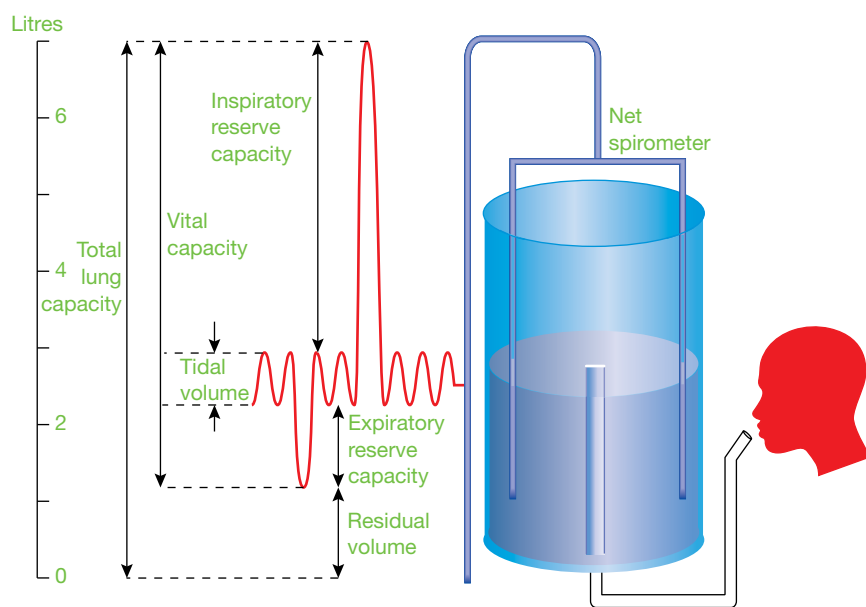 Litres
6
4
2
0
Total
lung
capacity
Vital
capacity
Inspiratory
reserve
capacity
Tidal
volume
Expiratory
reserve
capacity
Residual
volume
Net
spirometer